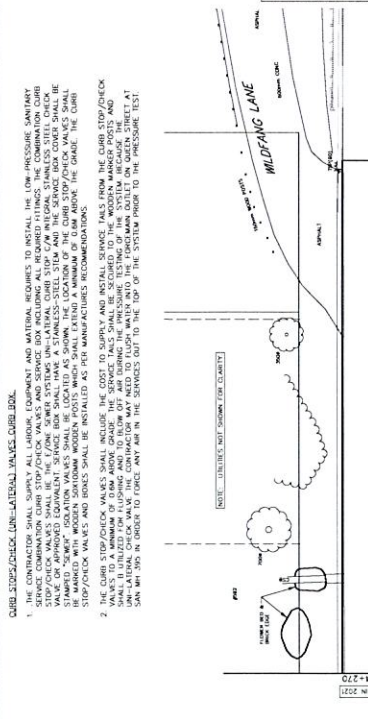 CURB STOPS/CHECK (UNI-LATERAL) VALVES CURB BOX.
1. THE CONTRACTOR SHALL SUPPLY ALL LABOUR, EQUIPMENT AND MATERIAL REQUIRES TO INSTALL THE LOW-PRESSURE SANITARY
SERVICE COMBINATION CURB STOP/CHECK VALVES AND SERVICE BOX INCLUDING ALL REQUIRED FITTINGS. THE COMBINATION CURB
STOP/CHECK VALVES SHALL BE THE E/ONE SEWER SYSTEMS UNI-LATERAL CURB STOP C/W INTEGRAL STAINLESS STEEL CHECK
VALVE OR APPROVED EQUIVALENT. SERVICE BOX SHALL HAVE A STAINLESS-STEEL STEM AND THE SERVICE BOX COVER SHALL BE
STAMPED "SEWER". ISOLATION VALVES SHALL BE LOCATED AS SHOWN. THE LOCATION OF THE CURB STOP/CHECK VALVES SHALL
BE MARKED WITH WOODEN 50X100MM WOODEN POSTS WHICH SHALL EXTEND A MINIMUM OF 0.6M ABOVE THE GRADE. THE CURB
STOP/CHECK VALVES AND BOXES SHALL BE INSTALLED AS PER MANUFACTURES RECOMMENDATIONS.
2. THE CURB STOP/CHECK VALVES SHALL INCLUDE THE COST TO SUPPLY AND INSTALL SERVICE TAILS FROM THE CURB STOP/CHECK
VALVES TO A MINIMUM OF 0.6M ABOVE GRADE. THE SERVICE TAILS SHALL BE SECURED TO THE WOODEN MARKER POSTS AND
SHALL B UTILIZED FOR FLUSHING AND TO BLOW OFF AIR DURING THE PRESSURE TESTING OF THE SYSTEM BECAUSE THE
UNI-LATERAL CHECK VALVE THE CONTRACTOR MAY NEED TO FLUSH WATER INTO THE FORCEMAIN OUTLET ON QUEEN STREET AT
SAN MH 395 IN ORDER TO FORCE ANY AIR IN THE SERVICES OUT TO THE TOP OF THE SYSTEM PRIOR TO THE PRESSURE TEST.
NOTE: UTILITIES NOT SHOWN FOR CLARITY
WILDFANG LANE
WOOD POSTS
ASPHALT
ASPHALT
CONC
FLOWER BED &
BRICK EDGE
+270
IN 2021